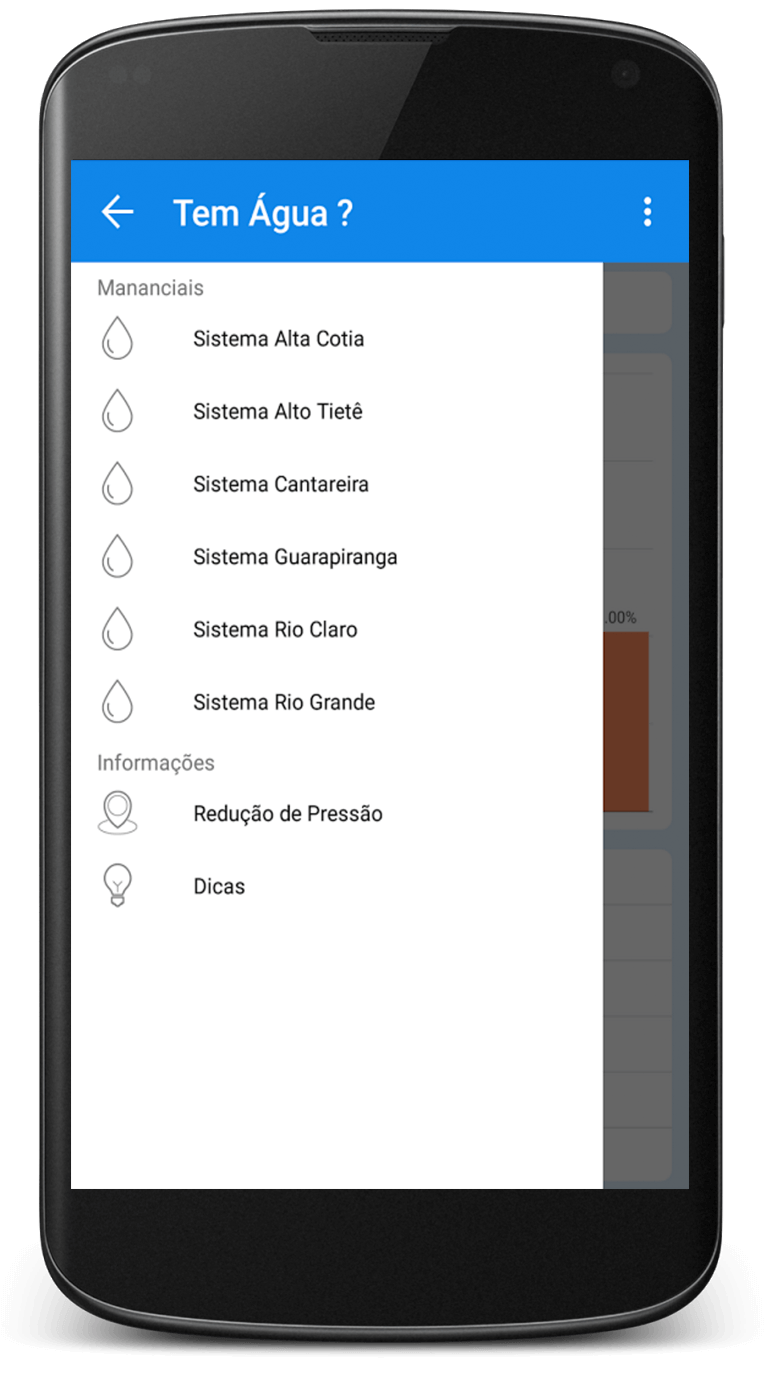 Tem Água ?
Mananciais
Sistema Alta Cotia
Sistema Alto Tietê
Sistema Cantareira
.00%
Sistema Guarapiranga
Sistema Rio Claro
Sistema Rio Grande
Informações
Redução de Pressão
Dicas